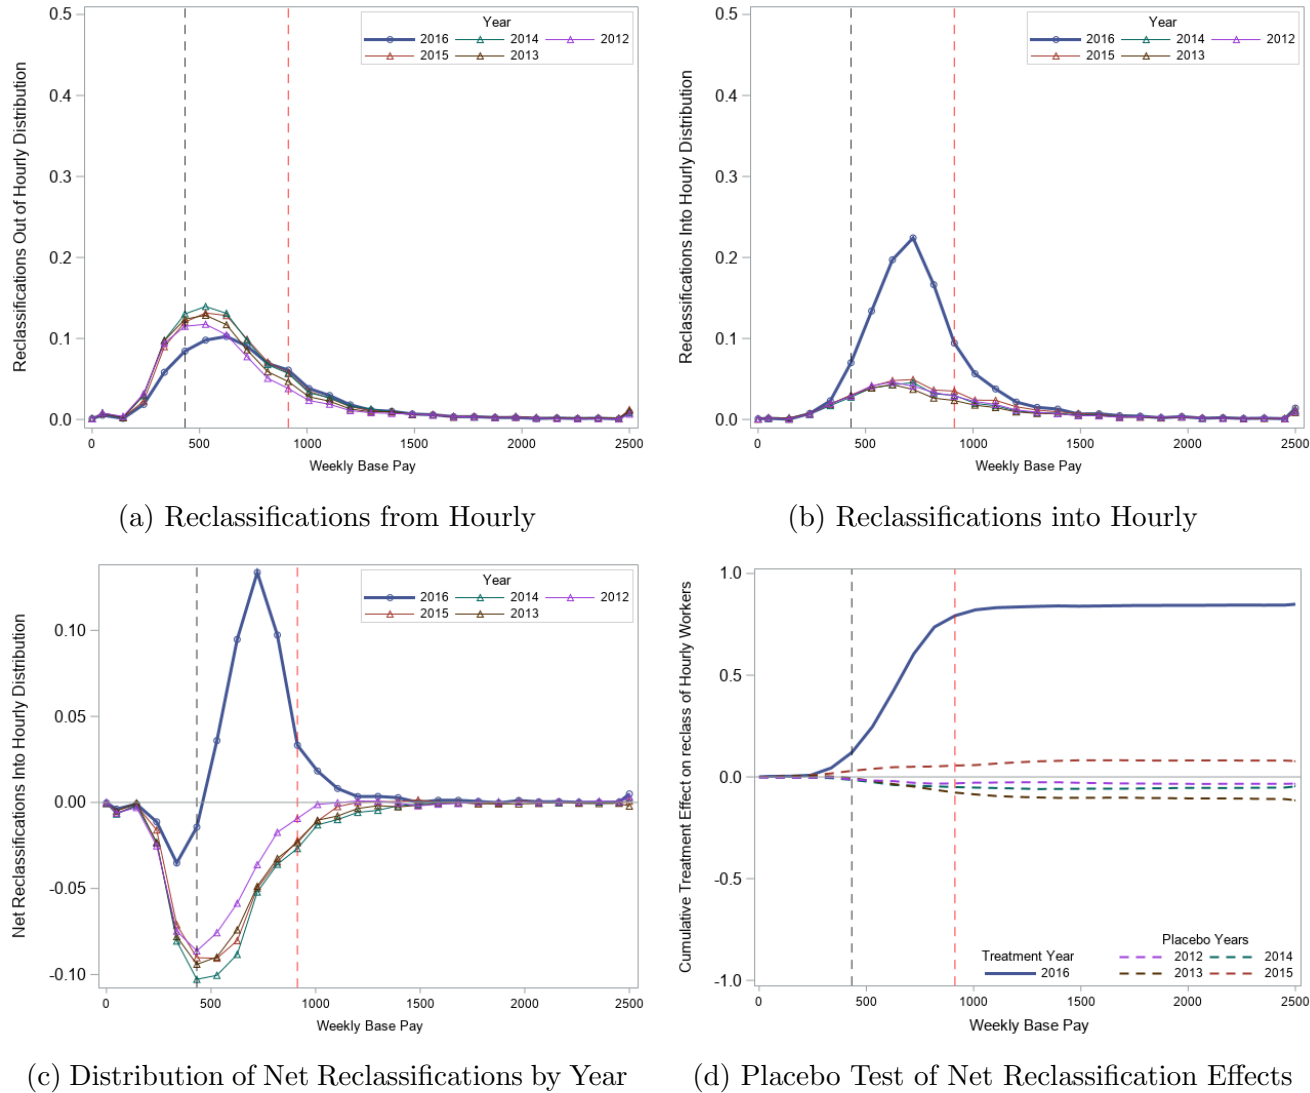 0.5
0.4
0.3
0.2
0.1
0.0
Reclassifications Out of Hourly Distribution
Year
2016 2014 2012
2015 2013
0 500 1000 1500 2000 2500
Weekly Base Pay
(a) Reclassifications from Hourly
0.5
0.4
0.3
0.2
0.1
0.0
Reclassifications Into Hourly Distribution
Year
2016 2014 2012
2015 2013
0 500 1000 1500 2000 2500
Weekly Base Pay
(b) Reclassifications into Hourly
0.10
0.05
0.00
-0.05
-0.10
Net Reclassifications Into Hourly Distribution
Year
2016 2014 2012
2015 2013
0 500 1000 1500 2000 2500
Weekly Base Pay
(c) Distribution of Net Reclassifications by Year
1.0
0.5
0.0
-0.5
-1.0
Cumulative Treatment Effect on reclass of Hourly Workers
Treatment Year
2016
Placebo Years
2012 2014
2013 2015
0 500 1000 1500 2000 2500
Weekly Base Pay
(d) Placebo Test of Net Reclassification Effects